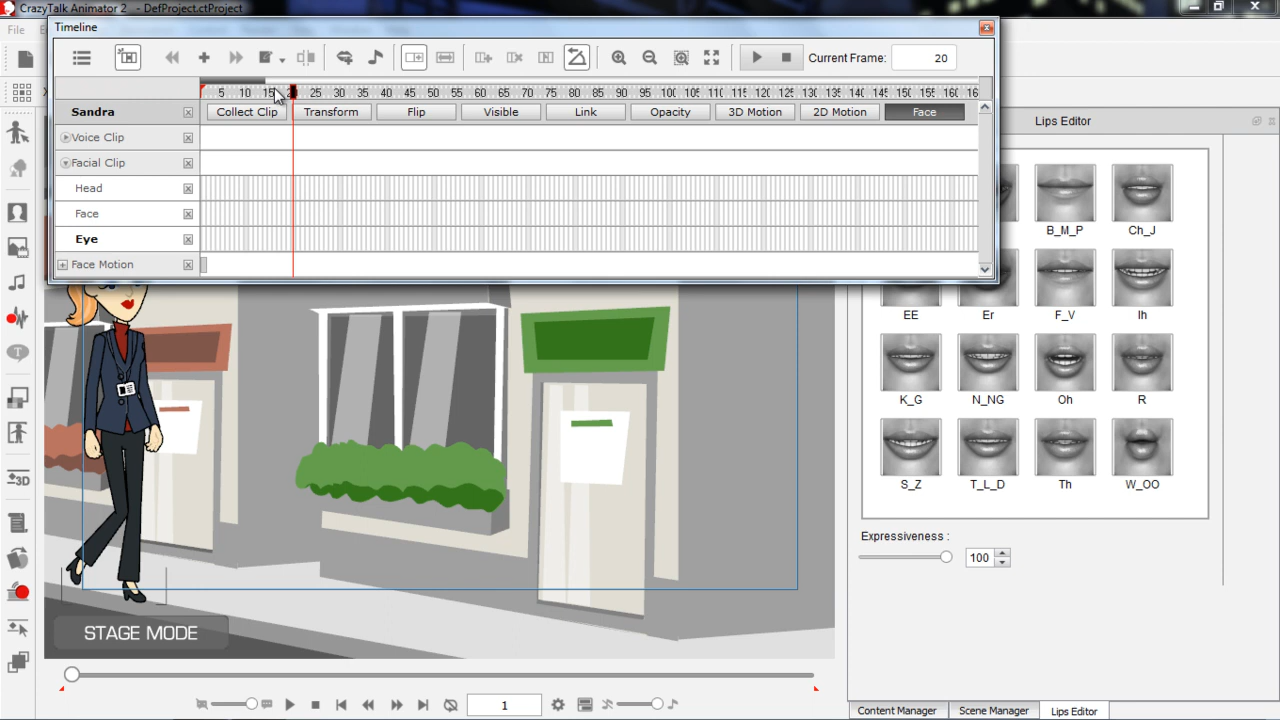 CrazyTalk Animator 2 - DefProject.ctProject
File
Timeline
Current Frame: 20
5 10 15 20 25 30 35 40 45 50 55 60 65 70 75 80 85 90 95 100 105 110 115 120 125 130 135 140 145 150 155 160 16
Sandra Collect Clip Transform Flip Visible Link Opacity 3D Motion 2D Motion Face
Voice Clip
Facial Clip
Head
Face
Eye
Face Motion
Lips Editor
B_M_P Ch_J
EE Er F_V Ih
K_G N_NG Oh R
S_Z T_L_D Th W_OO
Expressiveness :
100
3D
STAGE MODE
1
Content Manager Scene Manager Lips Editor